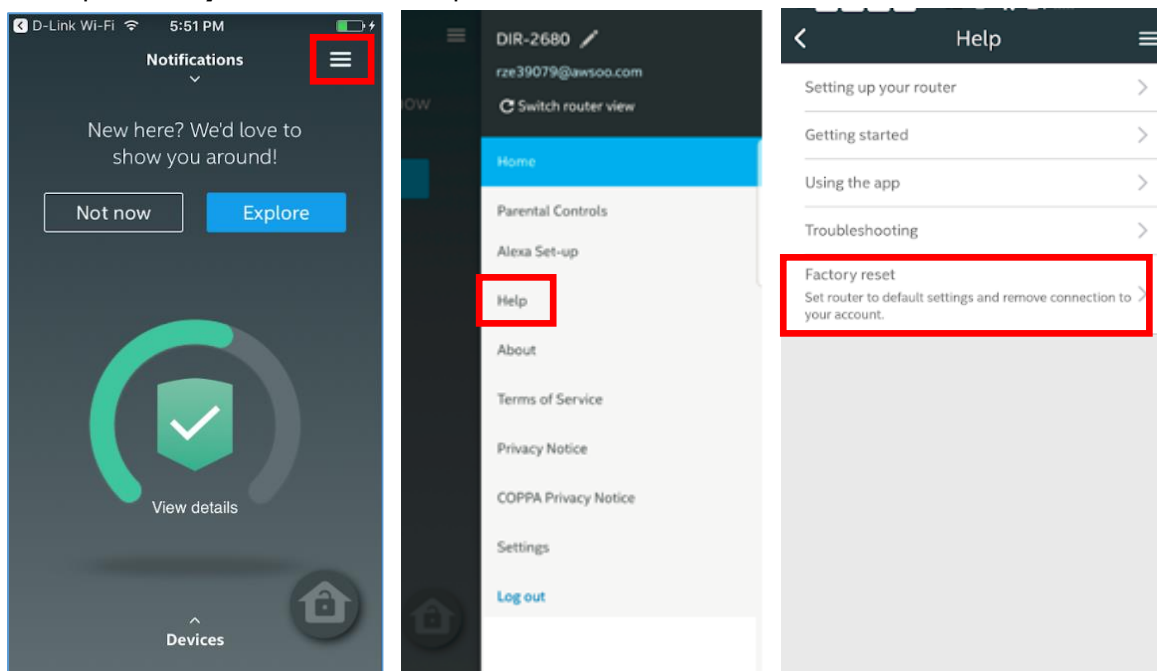 D-Link Wi-Fi 5:51 PM
Notifications
New here? We'd love to
show you around!
Not now Explore
View details
Devices
DIR-2680
rze39079@awsoo.com
Switch router view
Home
Parental Controls
Alexa Set-up
Help
About
Terms of Service
Privacy Notice
COPPA Privacy Notice
Settings
Log out
Help
Setting up your router
Getting started
Using the app
Troubleshooting
Factory reset
Set router to default settings and remove connection to
your account.